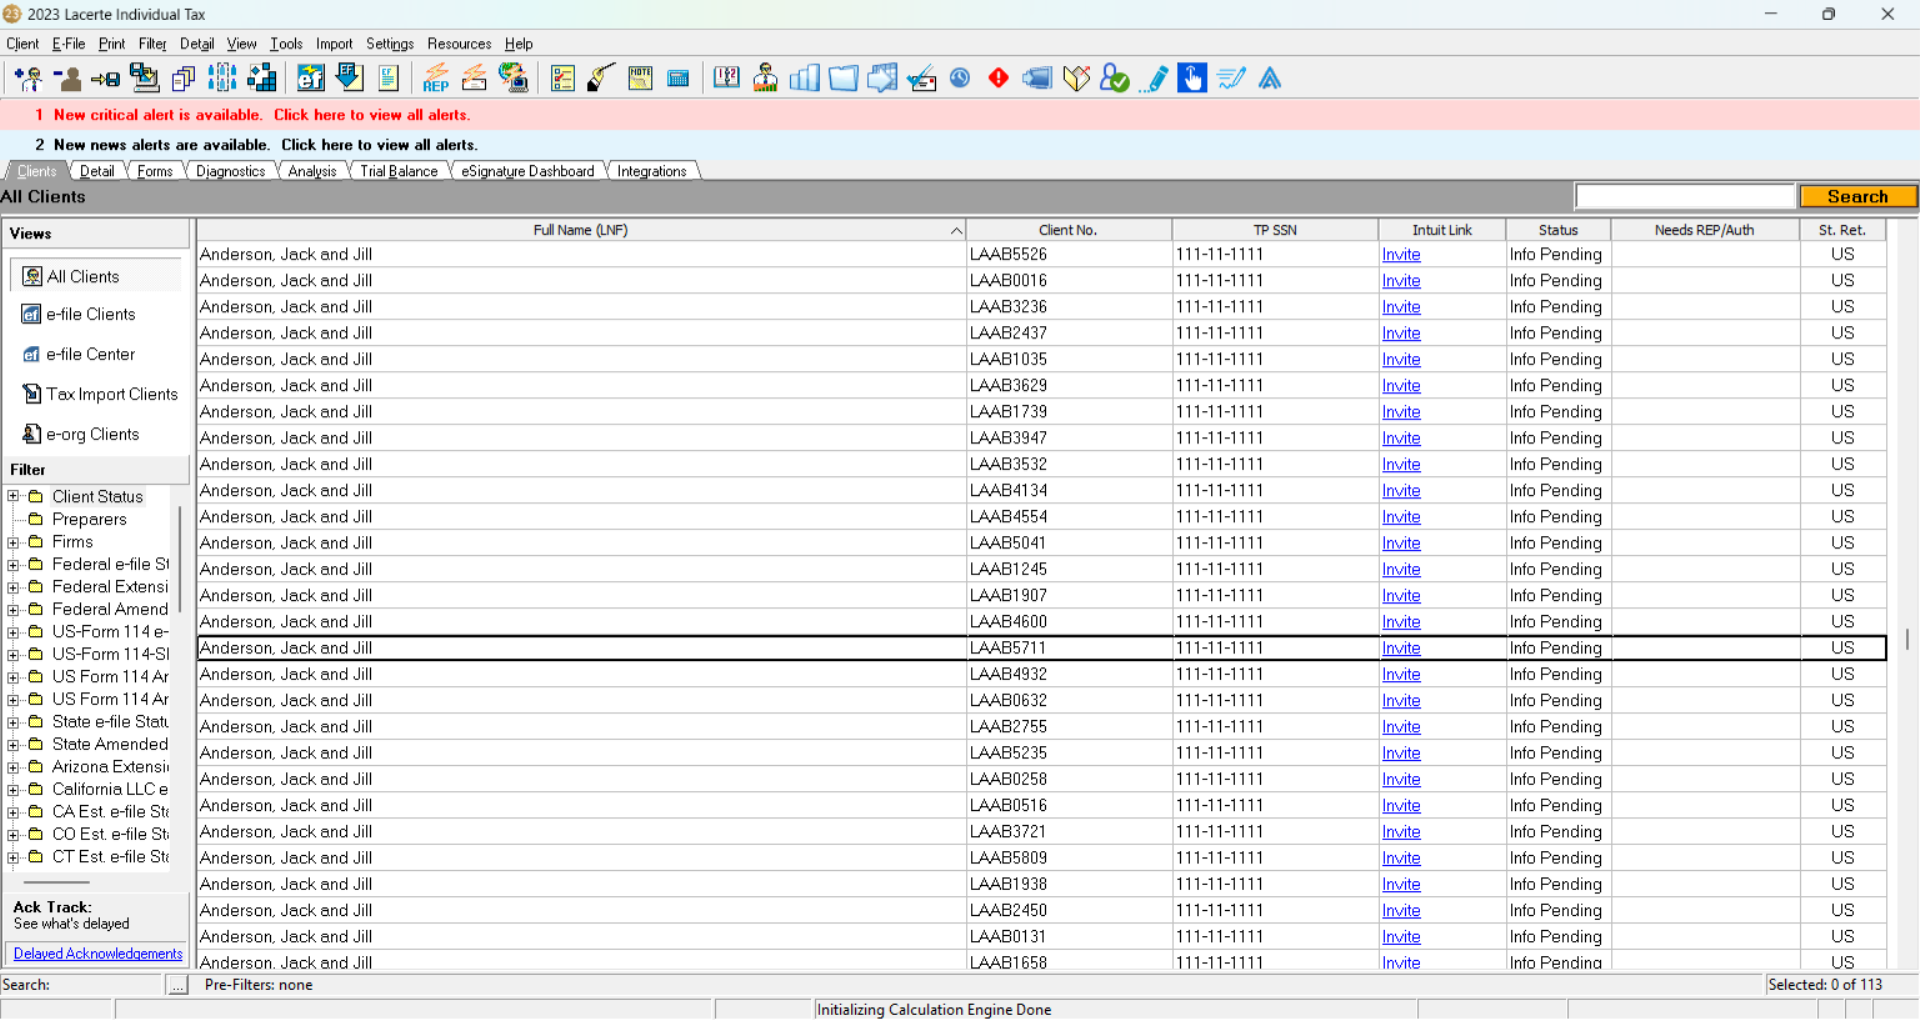 2023 Lacerte Individual Tax
Client E-File Print Filter Detail View Tools Import Settings Resources Help
1 New critical alert is available. Click here to view all alerts.
2 New news alerts are available. Click here to view all alerts.
Clients Detail Forms Diagnostics Analysis Trial Balance eSignature Dashboard Integrations
All Clients
Search
Views
All Clients
e-file Clients
e-file Center
Tax Import Clients
e-org Clients
Filter
Client Status
Preparers
Firms
Federal e-file St
Federal Extensi
Federal Amend
US-Form 114 e-
US-Form 114-SI
US Form 114 Ar
US Form 114 Ar
State e-file Statu
State Amended
Arizona Extensi
California LLC e
CA Est. e-file Sta
CO Est. e-file Sta
CT Est. e-file Sta
Ack Track:
See what's delayed
Delayed Acknowledgements
Full Name (LNF) Client No. TP SSN Intuit Link Status Needs REP/Auth St. Ret.
Anderson, Jack and Jill LAAB5526 111-11-1111 Invite Info Pending US
Anderson, Jack and Jill LAAB0016 111-11-1111 Invite Info Pending US
Anderson, Jack and Jill LAAB3236 111-11-1111 Invite Info Pending US
Anderson, Jack and Jill LAAB2437 111-11-1111 Invite Info Pending US
Anderson, Jack and Jill LAAB1035 111-11-1111 Invite Info Pending US
Anderson, Jack and Jill LAAB3629 111-11-1111 Invite Info Pending US
Anderson, Jack and Jill LAAB1739 111-11-1111 Invite Info Pending US
Anderson, Jack and Jill LAAB3947 111-11-1111 Invite Info Pending US
Anderson, Jack and Jill LAAB3532 111-11-1111 Invite Info Pending US
Anderson, Jack and Jill LAAB4134 111-11-1111 Invite Info Pending US
Anderson, Jack and Jill LAAB4554 111-11-1111 Invite Info Pending US
Anderson, Jack and Jill LAAB5041 111-11-1111 Invite Info Pending US
Anderson, Jack and Jill LAAB1245 111-11-1111 Invite Info Pending US
Anderson, Jack and Jill LAAB1907 111-11-1111 Invite Info Pending US
Anderson, Jack and Jill LAAB4600 111-11-1111 Invite Info Pending US
Anderson, Jack and Jill LAAB5711 111-11-1111 Invite Info Pending US
Anderson, Jack and Jill LAAB4932 111-11-1111 Invite Info Pending US
Anderson, Jack and Jill LAAB0632 111-11-1111 Invite Info Pending US
Anderson, Jack and Jill LAAB2755 111-11-1111 Invite Info Pending US
Anderson, Jack and Jill LAAB5235 111-11-1111 Invite Info Pending US
Anderson, Jack and Jill LAAB0258 111-11-1111 Invite Info Pending US
Anderson, Jack and Jill LAAB0516 111-11-1111 Invite Info Pending US
Anderson, Jack and Jill LAAB3721 111-11-1111 Invite Info Pending US
Anderson, Jack and Jill LAAB5809 111-11-1111 Invite Info Pending US
Anderson, Jack and Jill LAAB1938 111-11-1111 Invite Info Pending US
Anderson, Jack and Jill LAAB2450 111-11-1111 Invite Info Pending US
Anderson, Jack and Jill LAAB0131 111-11-1111 Invite Info Pending US
Anderson, Jack and Jill LAAB1658 111-11-1111 Invite Info Pending US
Search: ... Pre-Filters: none Selected: 0 of 113
Initializing Calculation Engine Done